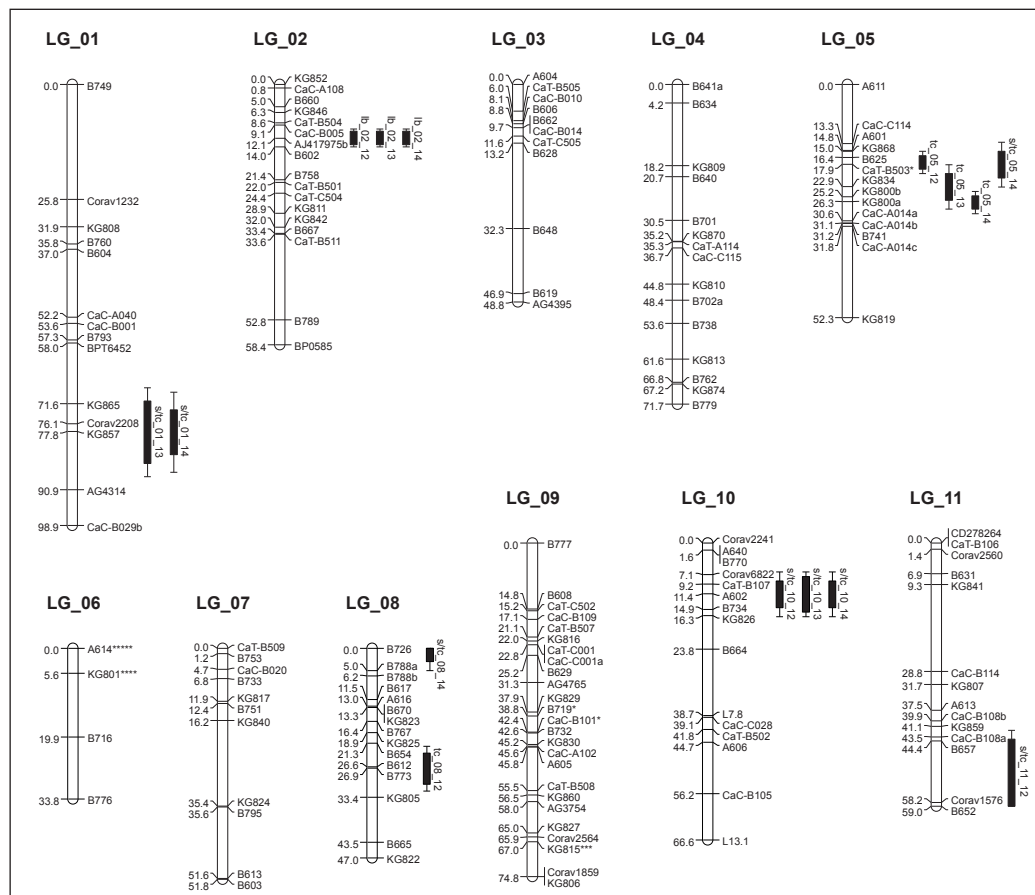 LG_01
0.0 B749
25.8 Corav1232
31.9 KG808
35.8 B760
37.0 B604
52.2 CaC-A040
53.6 CaC-B001
57.3 B793
58.0 BPT6452
71.6 KG865
76.1 Corav2208
77.8 KG857
90.9 AG4314
98.9 CaC-B029b
s/tc_01_13
s/tc_01_14
LG_02
0.0 KG852
0.8 CaC-A108
5.0 B660
6.3 KG846
8.6 CaT-B504
9.1 CaC-B005
12.1 AJ417975b
14.0 B602
21.4 B758
22.0 CaT-B501
24.4 CaT-C504
28.9 KG811
32.0 KG842
33.4 B667
33.6 CaT-B511
52.8 B789
58.4 BP0585
lb_02_12
lb_02_13
lb_02_14
LG_03
0.0 A604
6.0 CaT-B505
8.1 CaC-B010
8.8 B606
B662
9.7 CaC-B014
11.6 CaT-C505
13.2 B628
32.3 B648
46.9 B619
48.8 AG4395
LG_04
0.0 B641a
4.2 B634
18.2 KG809
20.7 B640
30.5 B701
35.2 KG870
35.3 CaT-A114
36.7 CaC-C115
44.8 KG810
48.4 B702a
53.6 B738
61.6 KG813
66.8 B762
67.2 KG874
71.7 B779
LG_05
0.0 A611
13.3 CaC-C114
14.8 A601
15.0 KG868
16.4 B625
17.9 CaT-B503*
22.9 KG834
25.2 KG800b
26.3 KG800a
30.6 CaC-A014a
31.1 CaC-A014b
31.2 B741
31.8 CaC-A014c
52.3 KG819
tc_05_12
tc_05_13
tc_05_14
s/tc_05_14
LG_06
0.0 A614*****
5.6 KG801****
19.9 B716
33.8 B776
LG_07
0.0 CaT-B509
1.2 B753
4.7 CaC-B020
6.8 B733
11.9 KG817
12.4 B751
16.2 KG840
35.4 KG824
35.6 B795
51.6 B613
51.8 B603
LG_08
0.0 B726
5.0 B788a
6.2 B788b
11.5 B617
13.0 A616
B670
13.3 KG823
16.4 B767
18.9 KG825
21.3 B654
26.6 B612
26.9 B773
33.4 KG805
43.5 B665
47.0 KG822
s/tc_08_14
tc_08_12
LG_09
0.0 B777
14.8 B608
15.2 CaT-C502
17.1 CaC-B109
21.1 CaT-B507
22.0 KG816
CaT-C001
22.8 CaC-C001a
25.2 B629
31.3 AG4765
37.9 KG829
38.8 B719*
42.4 CaC-B101*
42.6 B732
45.2 KG830
45.6 CaC-A102
45.8 A605
55.5 CaT-B508
56.5 KG860
58.0 AG3754
65.0 KG827
65.9 Corav2564
67.0 KG815***
74.8 Corav1859
KG806
LG_10
0.0 Corav2241
1.6 A640
B770
7.1 Corav6822
9.2 CaT-B107
11.4 A602
14.9 B734
16.3 KG826
23.8 B664
38.7 L7.8
39.1 CaC-C028
41.8 CaT-B502
44.7 A606
56.2 CaC-B105
66.6 L13.1
s/tc_10_12
s/tc_10_13
s/tc_10_14
LG_11
CD278264
0.0 CaT-B106
1.4 Corav2560
6.9 B631
9.3 KG841
28.8 CaC-B114
31.7 KG807
37.5 A613
39.9 CaC-B108b
41.1 KG859
43.5 CaC-B108a
44.4 B657
58.2 Corav1576
59.0 B652
s/tc_11_12